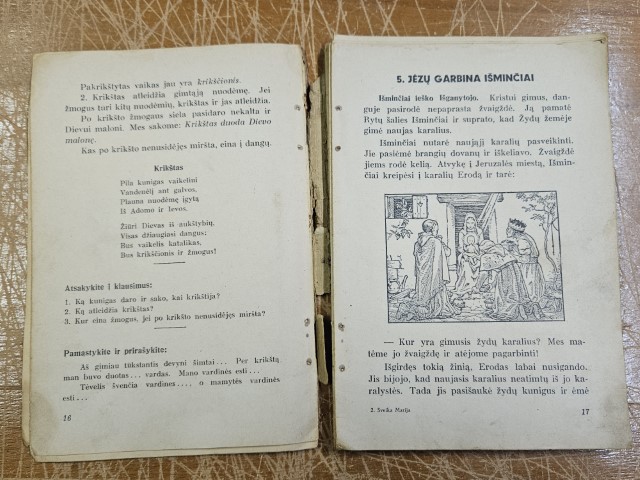 Pakrikštytas vaikas jau yra krikščionis.
2. Krikštas atleidžia gimtąją nuodėmę. Jei
žmogus turi kitų nuodėmių, krikštas ir jas atleidžia.
Po krikšto žmogaus siela pasidaro nekalta ir
Dievui maloni. Mes sakome: Krikštas duoda Dievo
malonę.
Kas po krikšto nenusidėjęs miršta, eina į dangų.
Krikštas
Pila kunigas vaikelini
Vandenėlį ant galvos,
Plauna nuodėmę įgytą
Iš Adomo ir Ievos.
Žiūri Dievas iš aukštybių,
Visas džiaugiasi dangus:
Bus vaikelis katalikas,
Bus krikščionis ir žmogus!
Atsakykite į klausimus:
1. Ką kunigas daro ir sako, kai krikštija?
2. Ką atleidžia krikštas?
3. Kur eina žmogus, jei po krikšto nenusidėjęs miršta?
Pamąstykite ir prirašykite:
Aš gimiau tūkstantis devyni šimtai... Per krikštą
man buvo duotas... vardas. Mano vardinės esti...
Tėvelis švenčia vardines...., o mamytės vardinės
esti...
16
5. JĖZŲ GARBINA IŠMINČIAI
Išminčiai ieško Išganytojo. Kristui gimus, dan-
guje pasirodė nepaprasta žvaigždė. Ją pamatė
Rytų šalies Išminčiai ir suprato, kad Žydų žemėje
gimė naujas karalius.
Išminčiai nutarė naująjį karalių pasveikinti.
Jie pasiėmė brangių dovanų ir iškeliavo. Žvaigždė
jiems rodė kelią. Atvykę į Jeruzalės miestą, Išmin-
čiai kreipėsi į karalių Erodą ir tarė:
— Kur yra gimusis žydų karalius? Mes ma-
tėme jo žvaigždę ir atėjome pagarbinti!
Išgirdęs tokią žinią, Erodas labai nusigando.
Jis bijojo, kad naujasis karalius neatimtų iš jo ka-
ralystės. Tada jis pasišaukė žydų kunigus ir ėmė
2. Sveika Marija
17